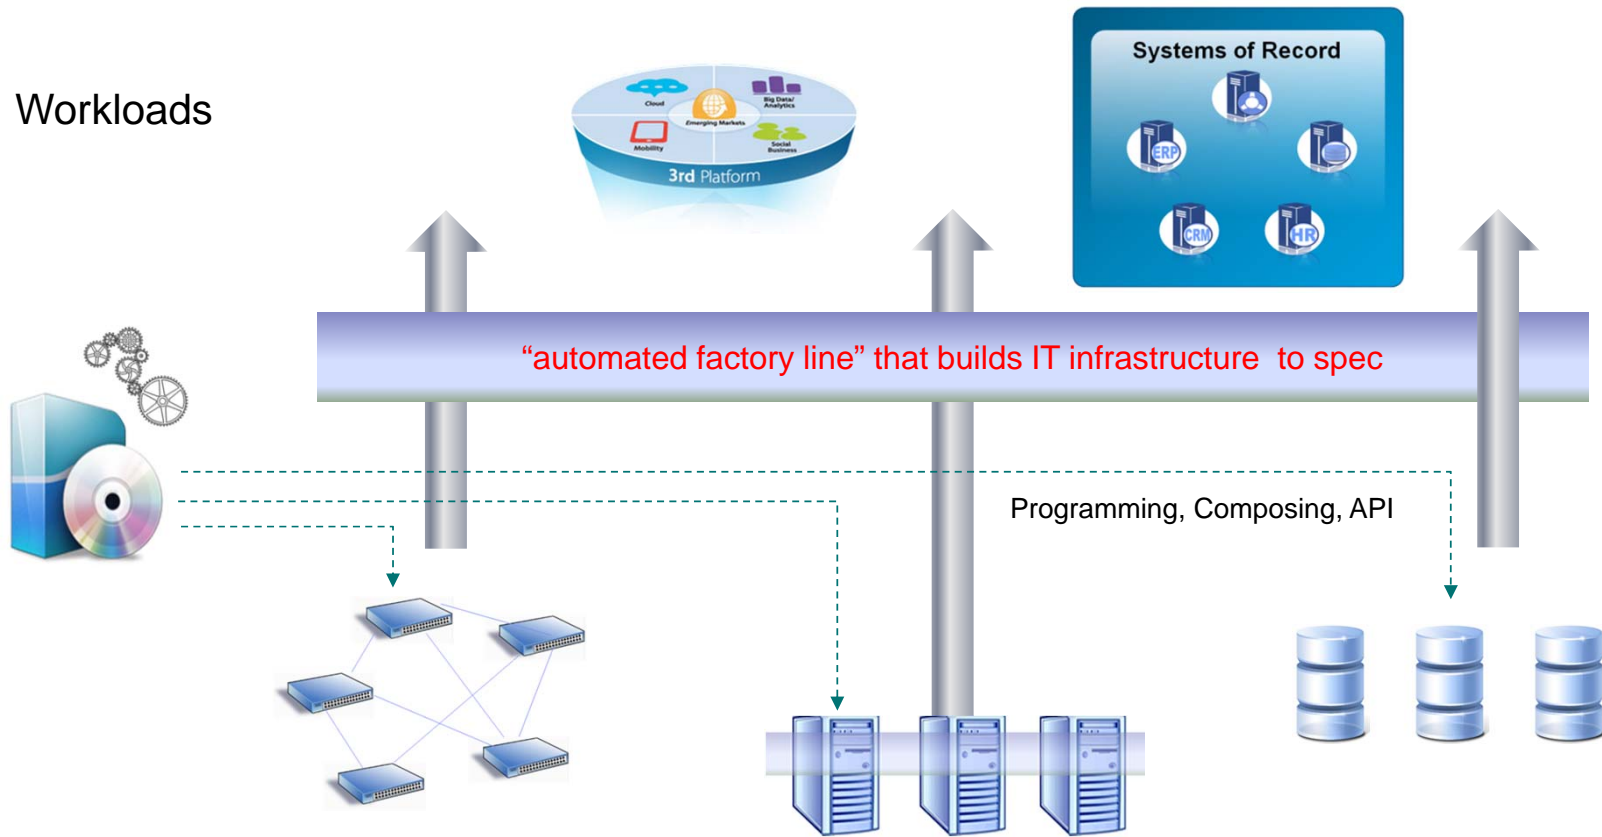 Workloads
Cloud
Big Data/
Analytics
Emerging Markets
Mobility
Social
Business
3rd Platform
Systems of Record
ERP
CRM
HR
“automated factory line” that builds IT infrastructure  to spec
Programming, Composing, API